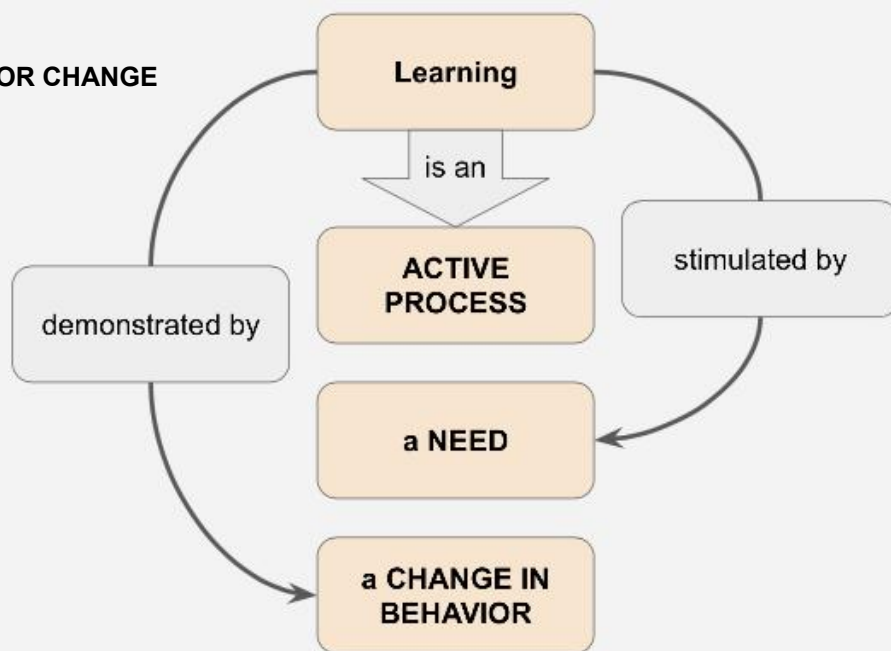 OR CHANGE
Learning
is an
ACTIVE
PROCESS
stimulated by
demonstrated by
a NEED
a CHANGE IN
BEHAVIOR